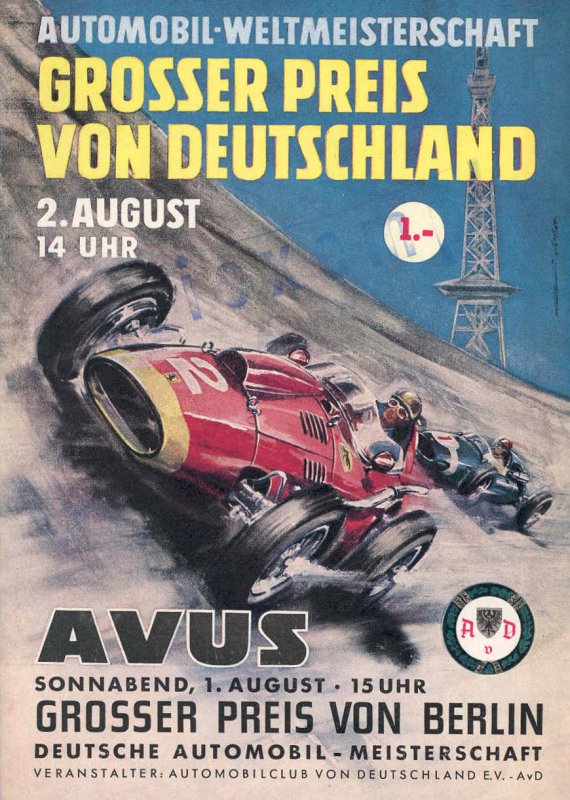 AUTOMOBIL-WELTMEISTERSCHAFT
GROSSER PREIS
VON DEUTSCHLAND
2. AUGUST
14 UHR
1.-
2
A D
v
AVUS
SONNABEND, 1. AUGUST · 15 UHR
GROSSER PREIS VON BERLIN
DEUTSCHE AUTOMOBIL-MEISTERSCHAFT
VERANSTALTER: AUTOMOBILCLUB VON DEUTSCHLAND E.V. - AvD